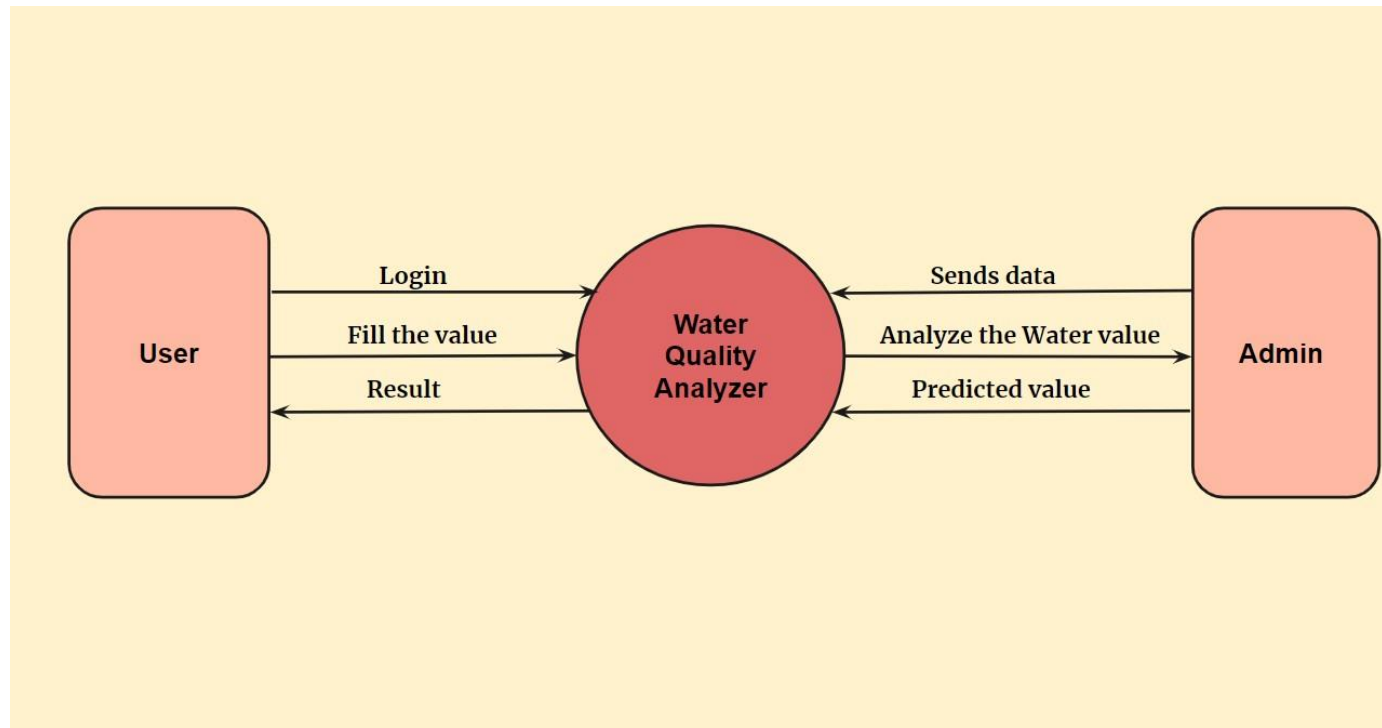 User
Login
Fill the value
Result
Water
Quality
Analyzer
Sends data
Analyze the Water value
Predicted value
Admin